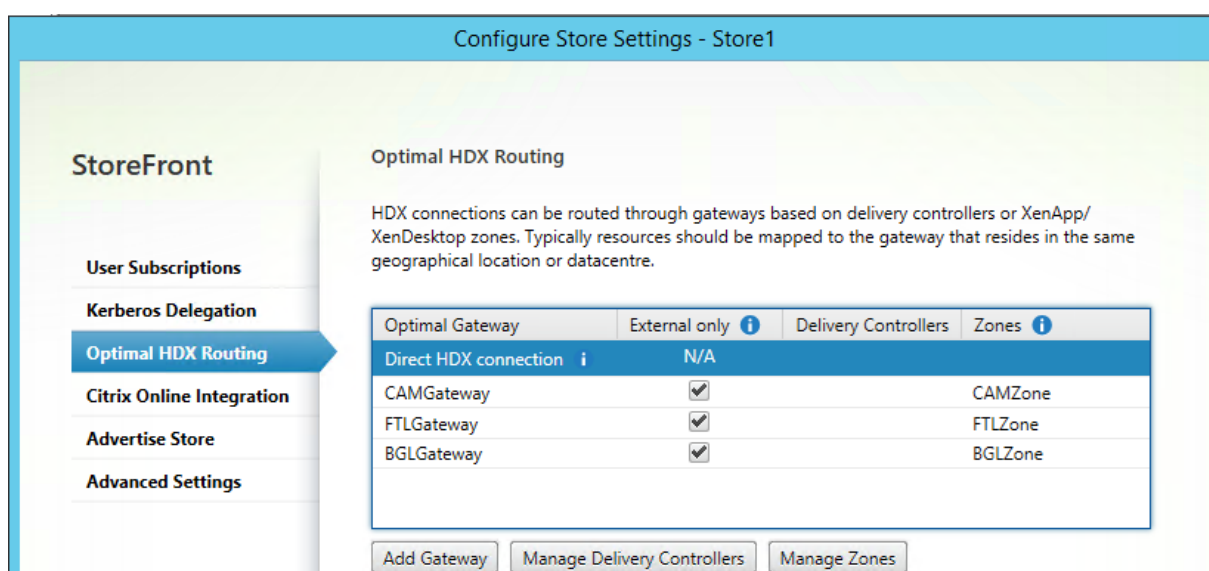 Configure Store Settings - Store1
StoreFront
User Subscriptions
Kerberos Delegation
Optimal HDX Routing
Citrix Online Integration
Advertise Store
Advanced Settings
Optimal HDX Routing
HDX connections can be routed through gateways based on delivery controllers or XenApp/
XenDesktop zones. Typically resources should be mapped to the gateway that resides in the same
geographical location or datacentre.
Optimal Gateway External only Delivery Controllers Zones
Direct HDX connection N/A
CAMGateway CAMZone
FTLGateway FTLZone
BGLGateway BGLZone
Add Gateway Manage Delivery Controllers Manage Zones